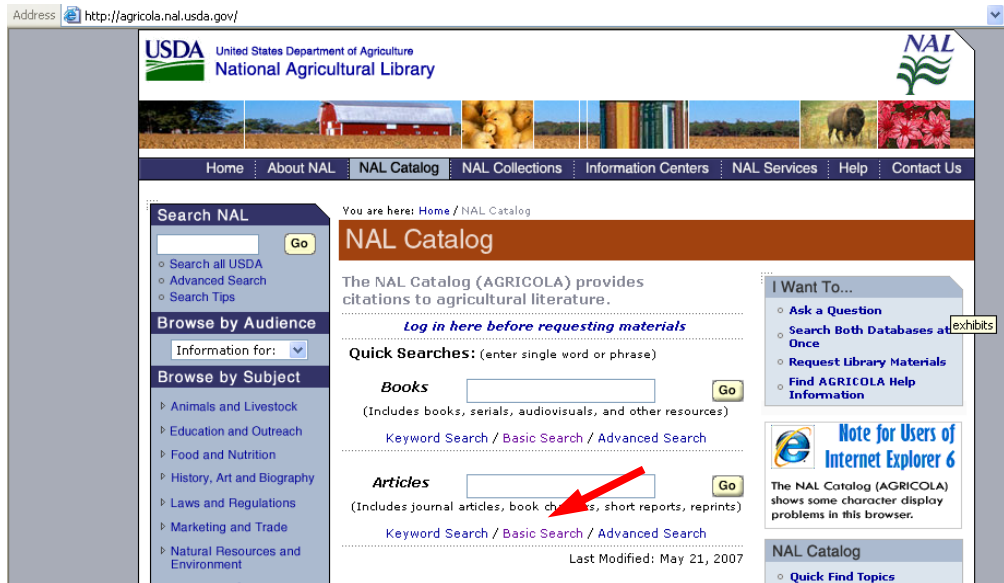 Address http://agricola.nal.usda.gov/
USDA United States Department of Agriculture
National Agricultural Library
NAL
Home About NAL NAL Catalog NAL Collections Information Centers NAL Services Help Contact Us
Search NAL
Go
Search all USDA
Advanced Search
Search Tips
Browse by Audience
Information for:
Browse by Subject
Animals and Livestock
Education and Outreach
Food and Nutrition
History, Art and Biography
Laws and Regulations
Marketing and Trade
Natural Resources and
Environment
You are here: Home / NAL Catalog
NAL Catalog
The NAL Catalog (AGRICOLA) provides
citations to agricultural literature.
Log in here before requesting materials
Quick Searches: (enter single word or phrase)
Books Go
(Includes books, serials, audiovisuals, and other resources)
Keyword Search / Basic Search / Advanced Search
Articles Go
(Includes journal articles, book short reports, reprints)
Keyword Search / Basic Search / Advanced Search
Last Modified: May 21, 2007
I Want To...
Ask a Question
Search Both Databases at
Once
exhibits
Request Library Materials
Find AGRICOLA Help
Information
Note for Users of
Internet Explorer 6
The NAL Catalog (AGRICOLA)
shows some character display
problems in this browser.
NAL Catalog
Quick Find Topics